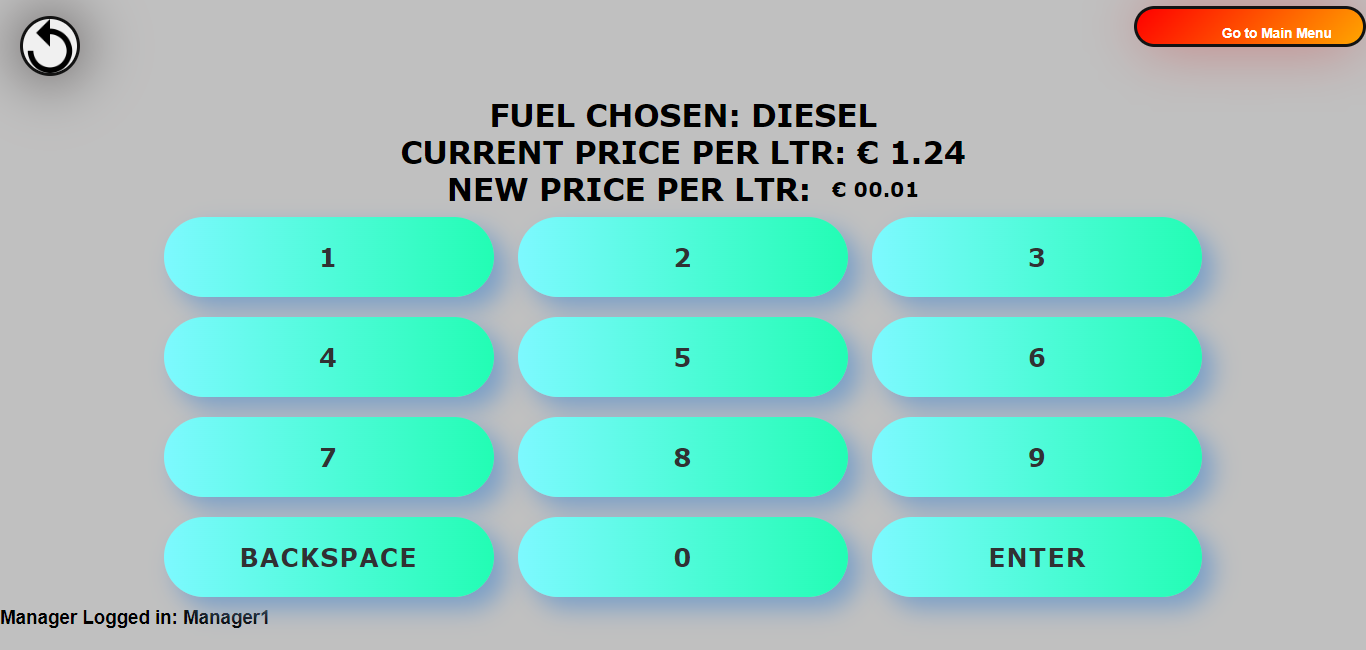 Go to Main Menu
FUEL CHOSEN: DIESEL
CURRENT PRICE PER LTR: € 1.24
NEW PRICE PER LTR: € 00.01
1 2 3
4 5 6
7 8 9
BACKSPACE 0 ENTER
Manager Logged in: Manager1